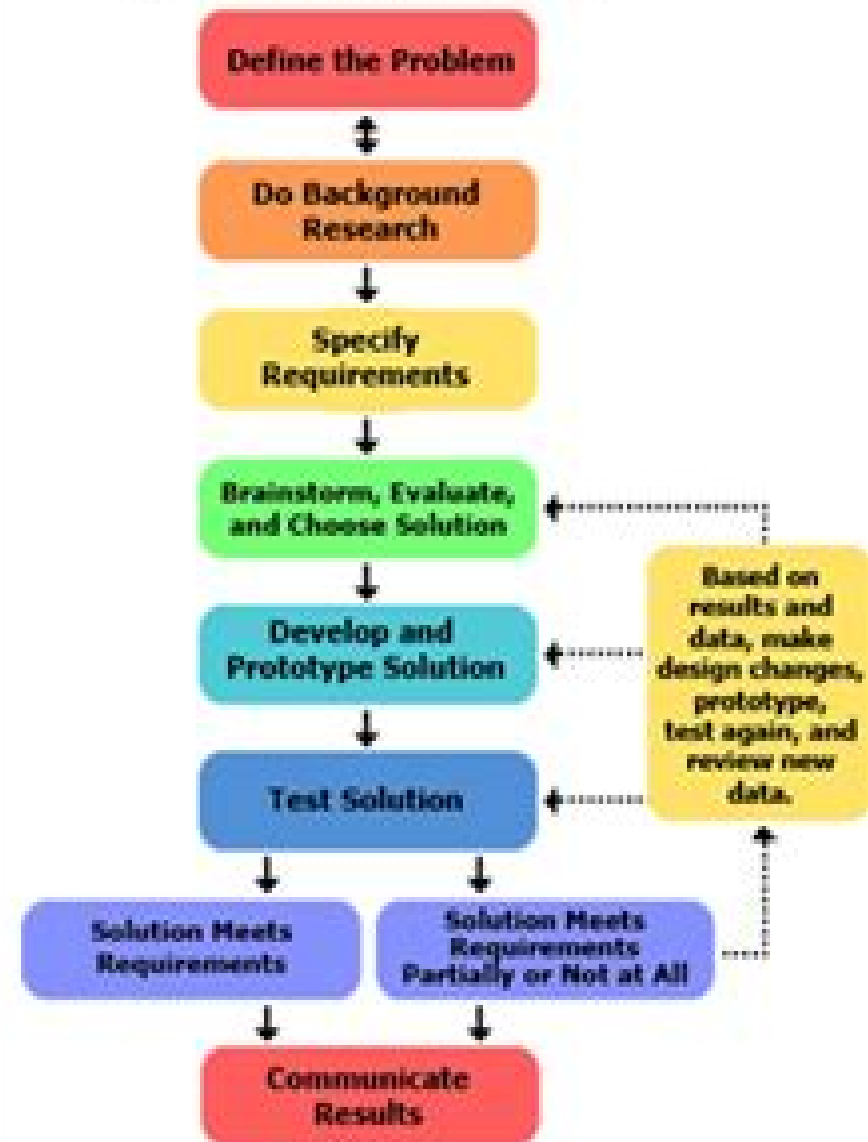 Define the Problem
Do Background
Research
Specify
Requirements
Brainstorm, Evaluate,
and Choose Solution
Develop and
Prototype Solution
Based on
results and
data, make
design changes,
prototype,
test again, and
review new
data.
Test Solution
Solution Meets
Requirements
Solution Meets
Requirements
Partially or Not at All
Communicate
Results